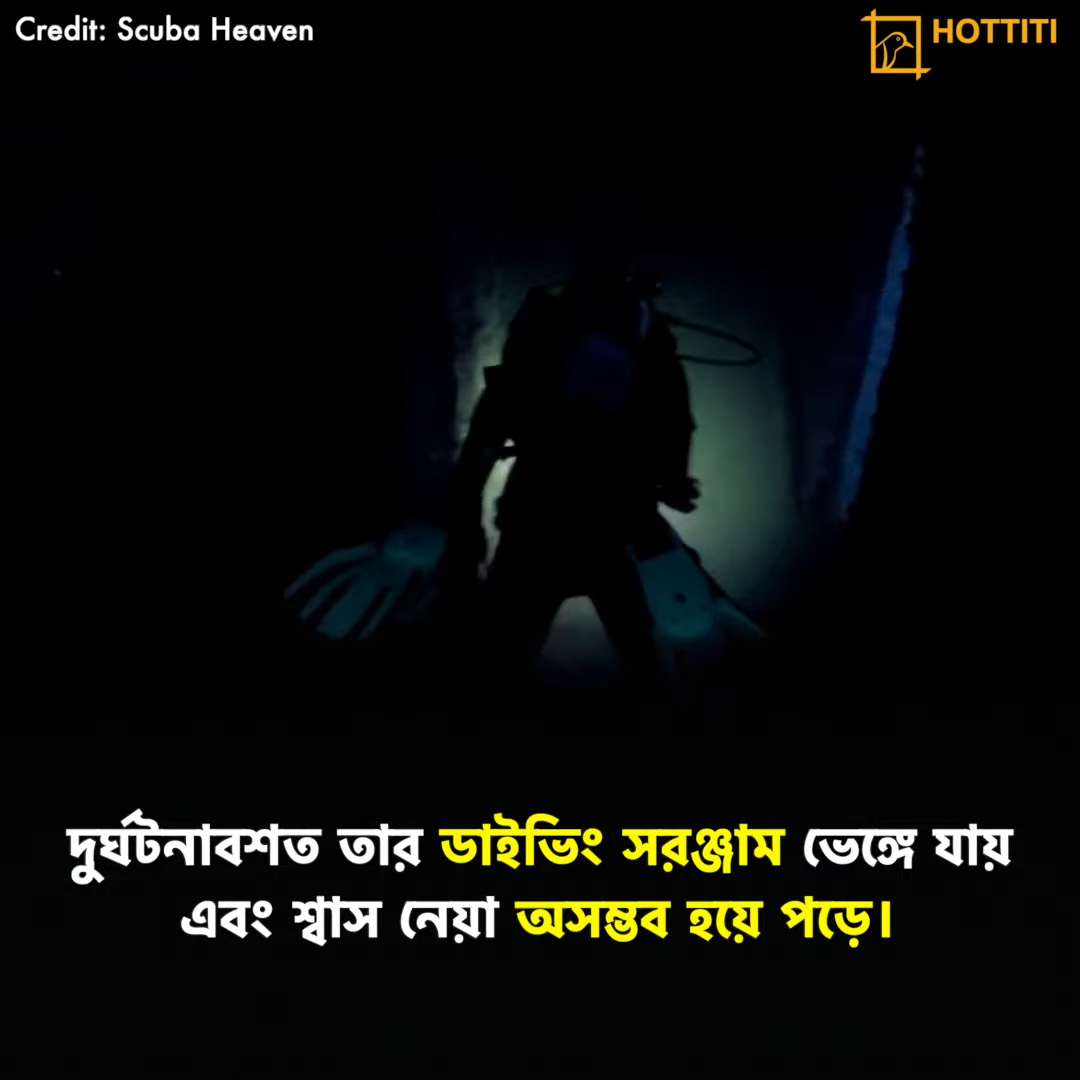 Credit: Scuba Heaven
HOTTITI
দুর্ঘটনাবশত তার ডাইভিং সরঞ্জাম ভেঙ্গে যায়
এবং শ্বাস নেয়া অসম্ভব হয়ে পড়ে।